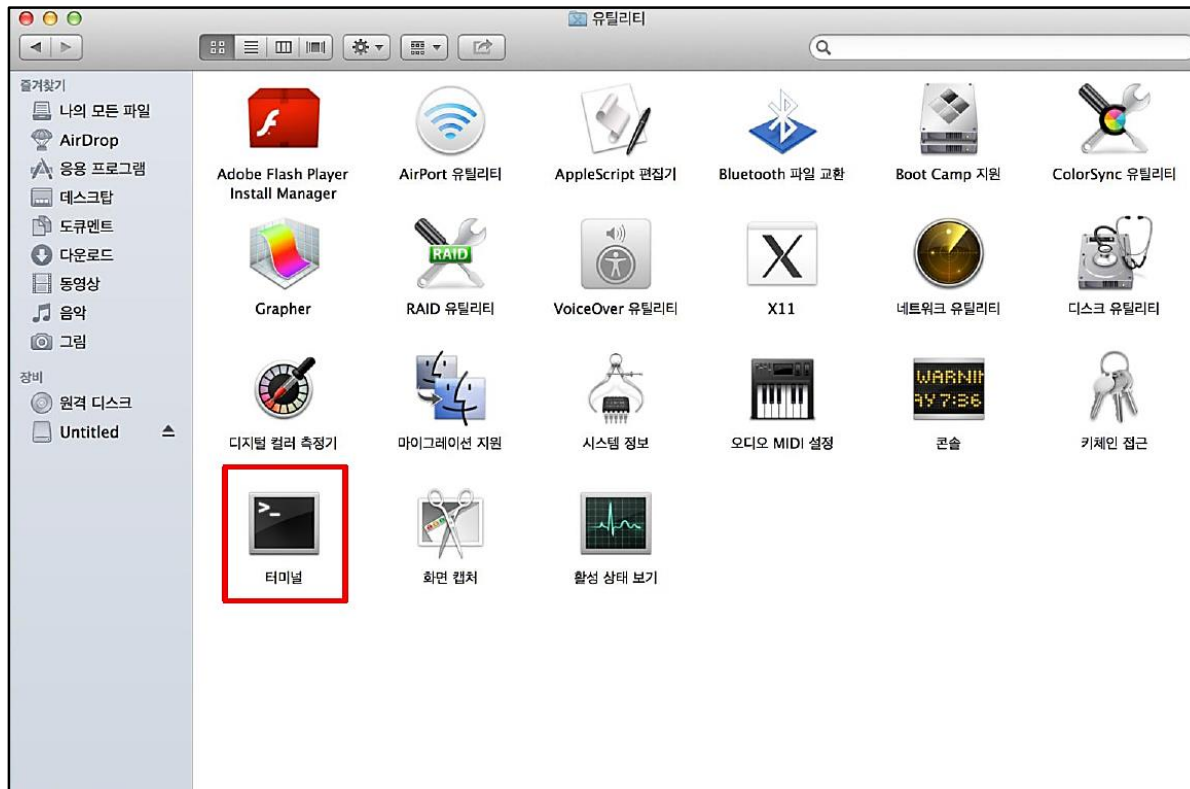 유틸리티
즐겨찾기
나의 모든 파일
AirDrop
응용 프로그램
데스크탑
도큐멘트
다운로드
동영상
음악
그림
장비
원격 디스크
Untitled
Adobe Flash Player
Install Manager
AirPort 유틸리티
AppleScript 편집기
Bluetooth 파일 교환
Boot Camp 지원
ColorSync 유틸리티
Grapher
RAID
RAID 유틸리티
VoiceOver 유틸리티
X
X11
네트워크 유틸리티
디스크 유틸리티
디지털 컬러 측정기
마이그레이션 지원
시스템 정보
오디오 MIDI 설정
WARNIN
AY 7:36
콘솔
키체인 접근
>_
터미널
화면 캡처
활성 상태 보기